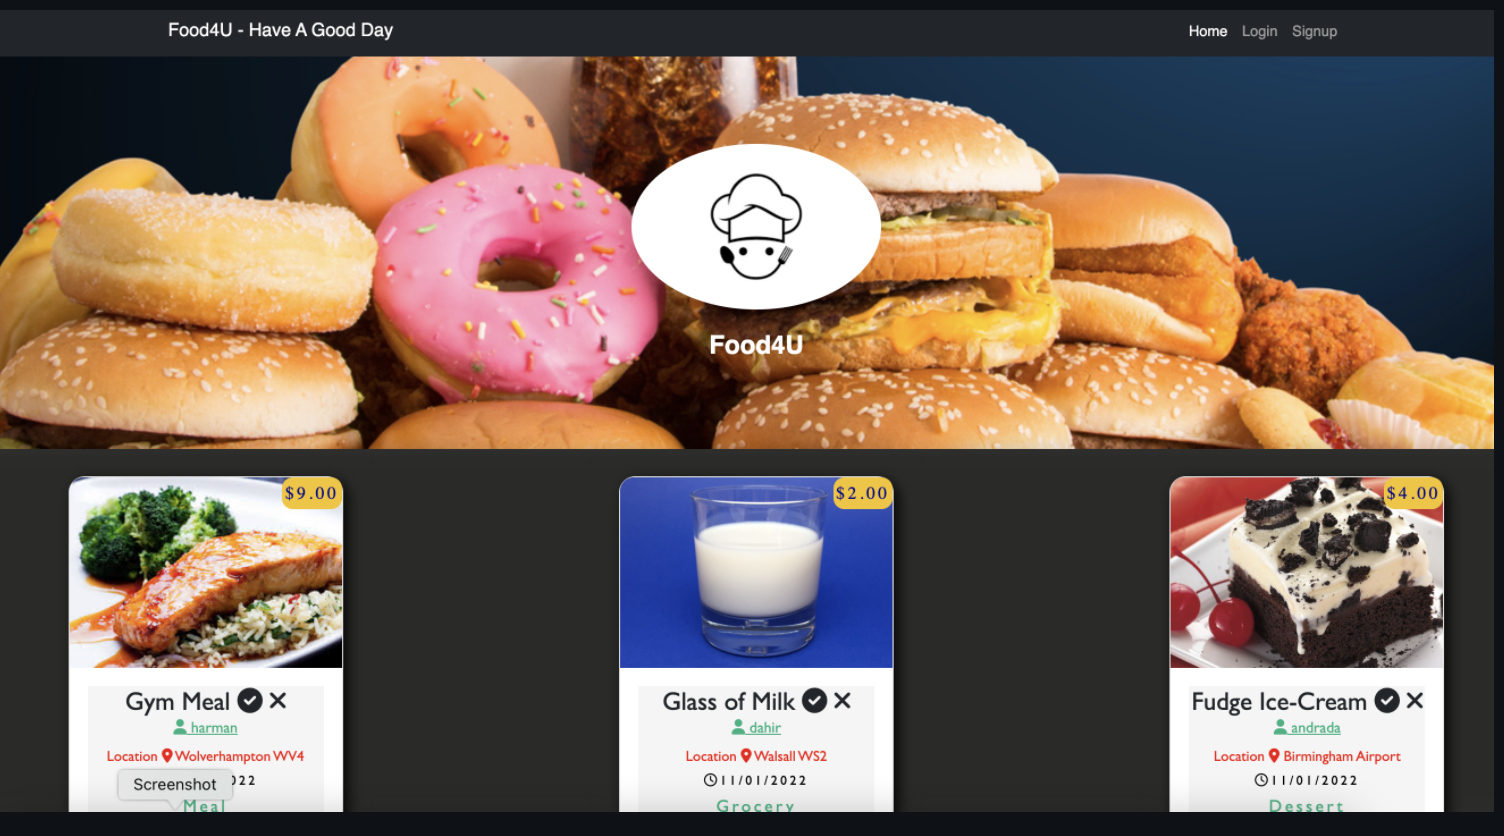 Food4U - Have A Good Day
Home Login Signup
Food4U
$9.00
Gym Meal
harman
Location Wolverhampton WV4
022
Screenshot
Meal
$2.00
Glass of Milk
dahir
Location Walsall WS2
11/01/2022
Grocery
$4.00
Fudge Ice-Cream
andrada
Location Birmingham Airport
11/01/2022
Dessert